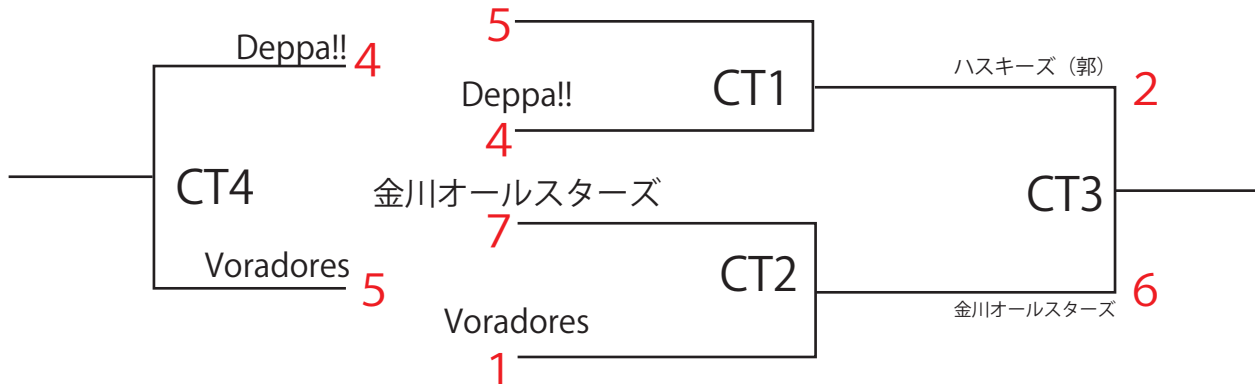 Depa!!
4
CT4
Voradores
5
5
Deppa!!
4
CT1
金川オールスターズ
7
CT2
Voradores
1
ハスキーズ（郭）
2
CT3
金川オールスターズ
6